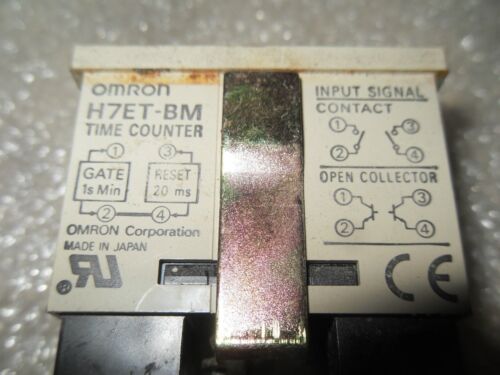 OMRON
H7ET-BM
TIME COUNTER
① ③
GATE RESET
1s Min 20 ms
② ④
OMRON Corporation
MADE IN JAPAN
RU ®
INPUT SIGNAL
CONTACT
① ③
② ④
OPEN COLLECTOR
① ③
② ④
CE